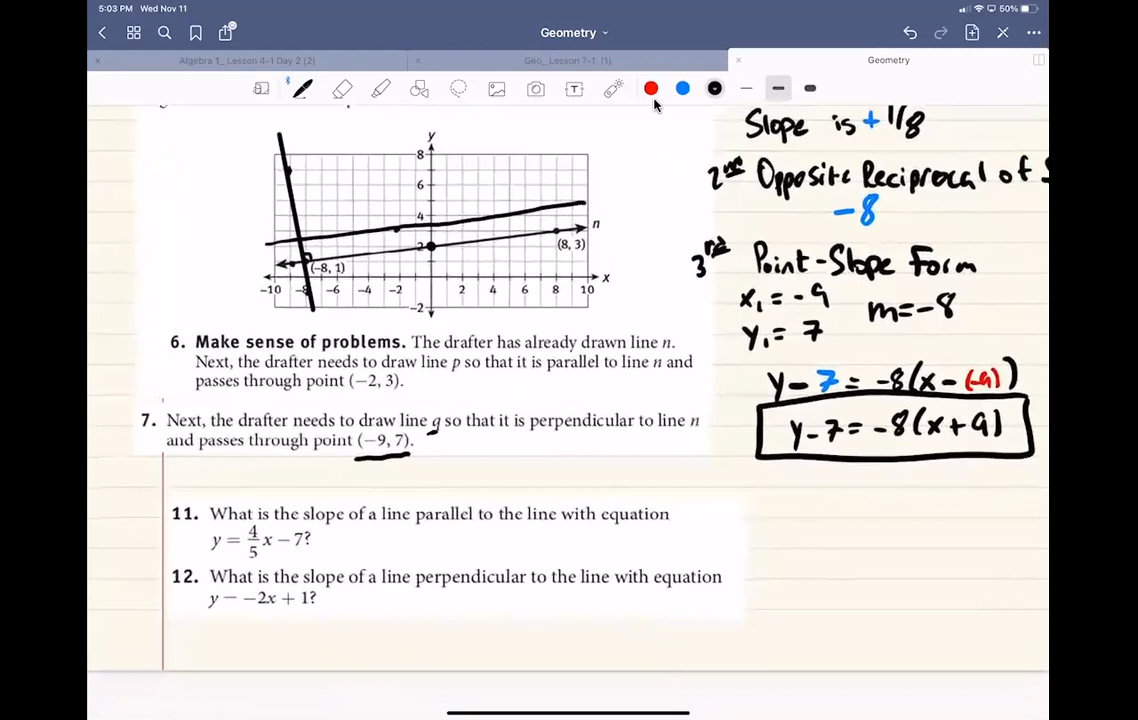 5:03 PM Wed Nov 11
50%
Geometry
Algebra 1_ Lesson 4-1 Day 2 (2)
Geo_ Lesson 7-1 (1)
Geometry
y
8
6
4
2
-2
-10 -8 -6 -4 -2 2 4 6 8 10 x
n
(8, 3)
(-8, 1)
6. Make sense of problems. The drafter has already drawn line n.
Next, the drafter needs to draw line p so that it is parallel to line n and
passes through point (−2, 3).
7. Next, the drafter needs to draw line q so that it is perpendicular to line n
and passes through point (−9, 7).
11. What is the slope of a line parallel to the line with equation
y = 4/5 x − 7?
12. What is the slope of a line perpendicular to the line with equation
y = −2x + 1?
Slope is +1/8
2nd Opposite Reciprocal of
-8
3rd Point-Slope Form
x₁ = -9 m=-8
y₁ = 7
y-7 = -8(x-(-9))
y-7 = -8(x+9)